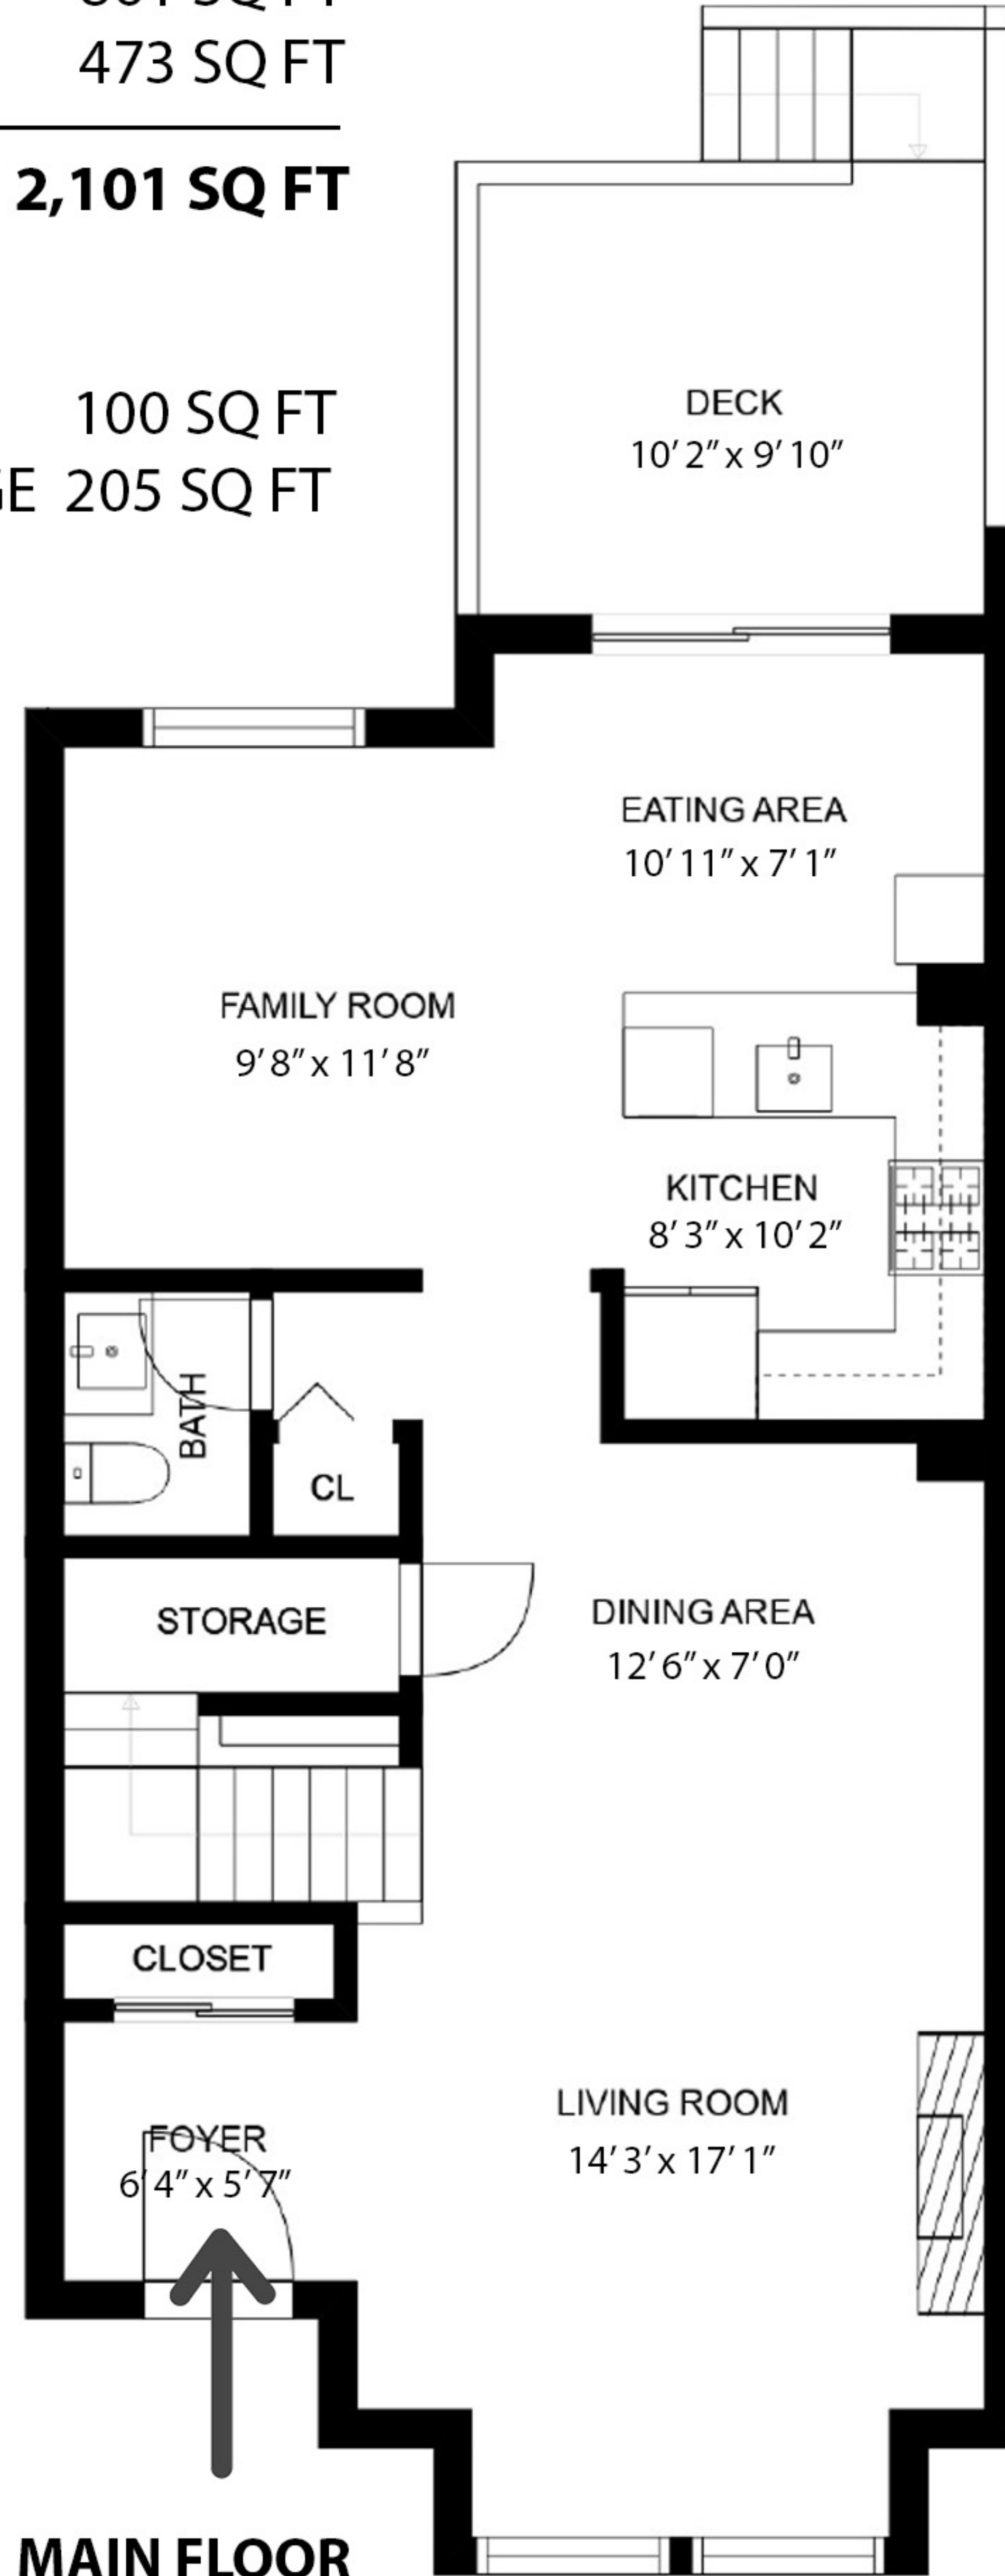 SQ FT
473 SQ FT
2,101 SQ FT
100 SQ FT
205 SQ FT
DECK
10’ 2” x 9’ 10”
EATING AREA
10’ 11” x 7’ 1”
FAMILY ROOM
9’ 8” x 11’ 8”
KITCHEN
8’ 3” x 10’ 2”
BATH
CL
STORAGE
DINING AREA
12’ 6” x 7’ 0”
CLOSET
LIVING ROOM
14’ 3’ x 17’ 1”
FOYER
6’ 4” x 5’ 7”
MAIN FLOOR